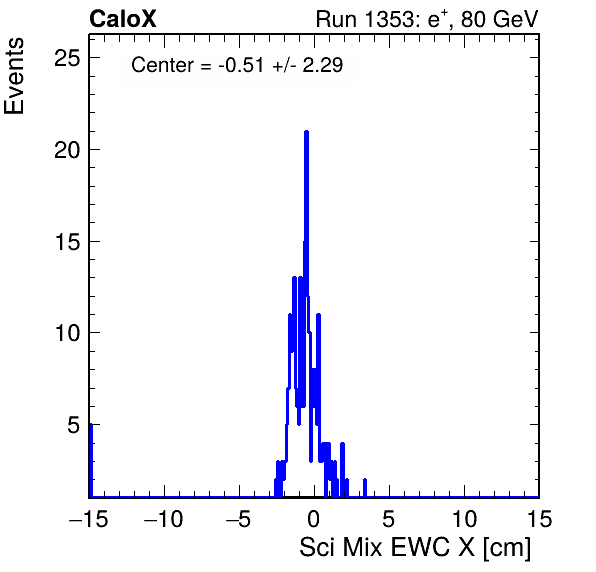 CaloX Run 1353: e⁺, 80 GeV
Events
Center = -0.51 +/- 2.29
25
20
15
10
5
−15 −10 −5 0 5 10 15
Sci Mix EWC X [cm]